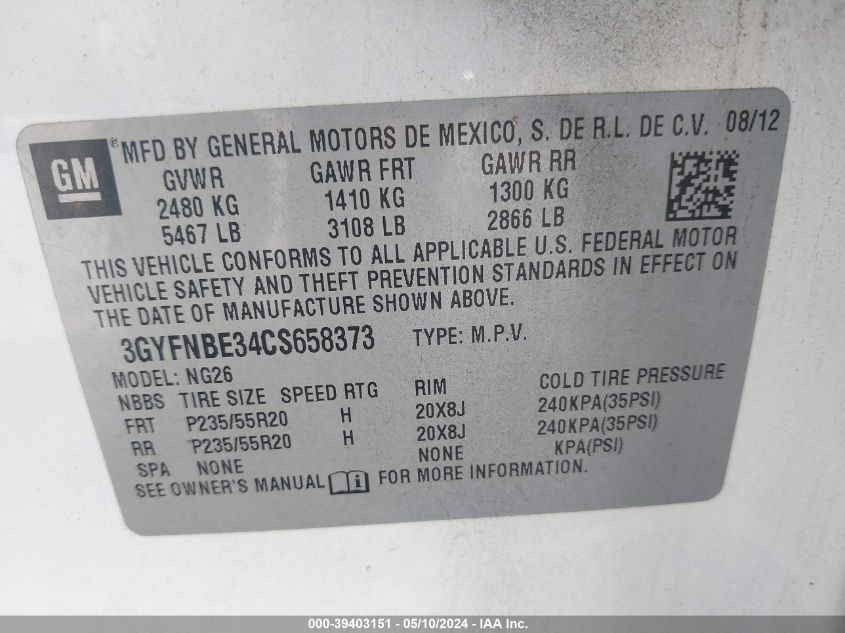 GM ® MFD BY GENERAL MOTORS DE MEXICO, S. DE R.L. DE C.V. 08/12
GVWR GAWR FRT GAWR RR
2480 KG 1410 KG 1300 KG
5467 LB 3108 LB 2866 LB
THIS VEHICLE CONFORMS TO ALL APPLICABLE U.S. FEDERAL MOTOR
VEHICLE SAFETY AND THEFT PREVENTION STANDARDS IN EFFECT ON
THE DATE OF MANUFACTURE SHOWN ABOVE.
3GYFNBE34CS658373 TYPE: M.P.V.
MODEL: NG26
NBBS TIRE SIZE SPEED RTG RIM COLD TIRE PRESSURE
FRT P235/55R20 H 20X8J 240KPA(35PSI)
RR P235/55R20 H 20X8J 240KPA(35PSI)
SPA NONE NONE KPA(PSI)
SEE OWNER'S MANUAL i FOR MORE INFORMATION.
000-39403151 - 05/10/2024 - IAA Inc.